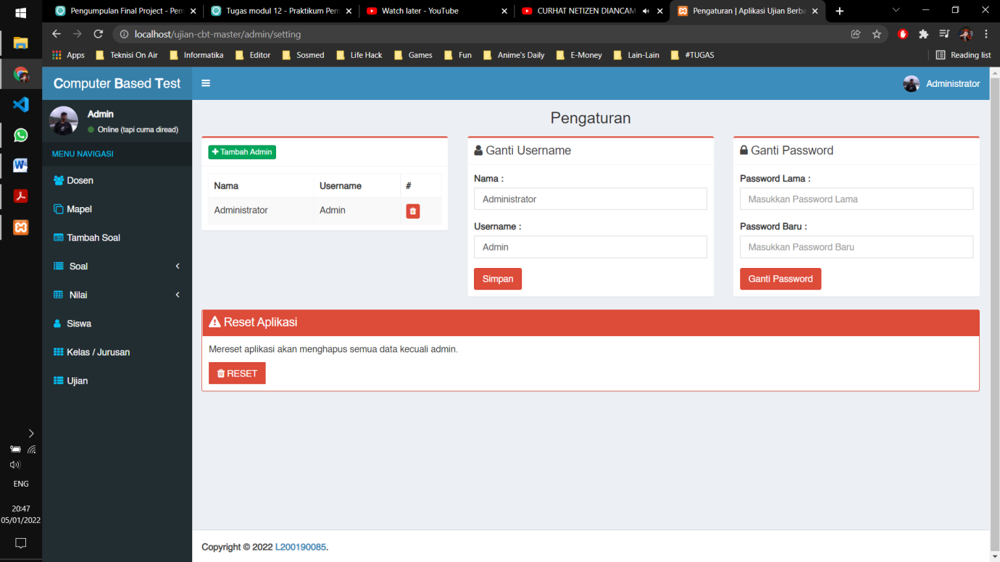 Pengumpulan Final Project - Pem
Tugas modul 12 - Praktikum Pem
Watch later - YouTube
CURHAT NETIZEN DIANCAM
Pengaturan | Aplikasi Ujian Berba
localhost/ujian-cbt-master/admin/setting
Apps
Teknisi On Air
Informatika
Editor
Sosmed
Life Hack
Games
Fun
Anime's Daily
E-Money
Lain-Lain
#TUGAS
Reading list
Computer Based Test
Administrator
Admin
Online (tapi cuma diread)
MENU NAVIGASI
Dosen
Mapel
Tambah Soal
Soal
Nilai
Siswa
Kelas / Jurusan
Ujian
Pengaturan
Tambah Admin
Nama Username #
Administrator Admin
Ganti Username
Nama :
Administrator
Username :
Admin
Simpan
Ganti Password
Password Lama :
Masukkan Password Lama
Password Baru :
Masukkan Password Baru
Ganti Password
Reset Aplikasi
Mereset aplikasi akan menghapus semua data kecuali admin.
RESET
Copyright © 2022 L200190085.
ENG
20:47
05/01/2022